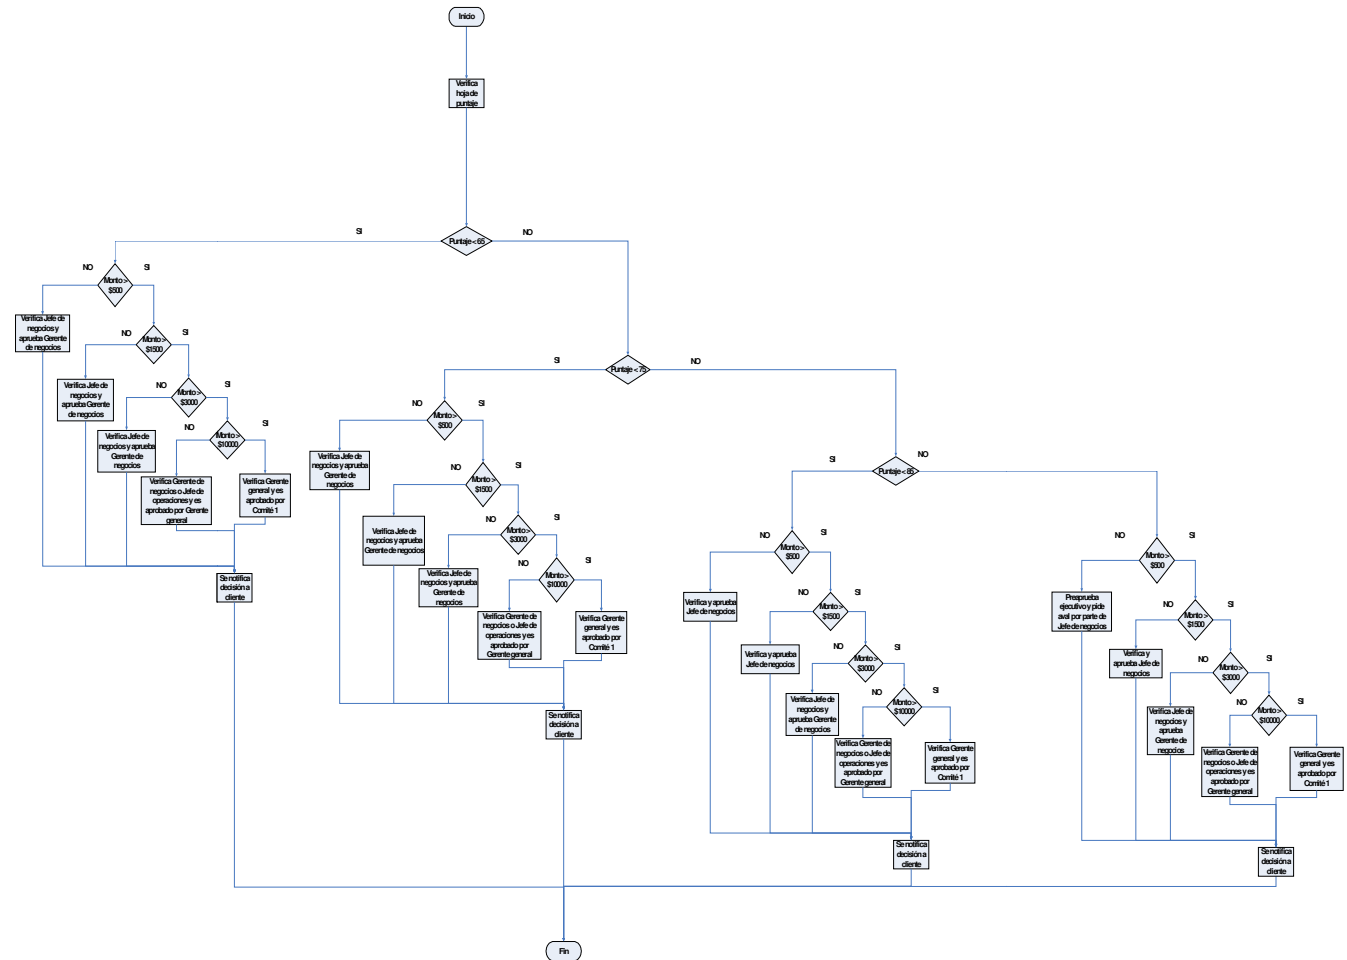 Inicio
Verifica
hoja de
puntaje
SI
NO
Puntaje < 65
NO
SI
Monto >
$500
Verifica Jefe de
negocios y
aprueba Gerente
de negocios
NO
SI
Monto >
$1500
Verifica Jefe de
negocios y
aprueba Gerente
de negocios
NO
SI
Monto >
$3000
Verifica Jefe de
negocios y aprueba
Gerente de
negocios
NO
SI
Monto >
$10000
Verifica Gerente de
negocios o Jefe de
operaciones y es
aprobado por Gerente
general
Verifica Gerente
general y es
aprobado por
Comité 1
Se notifica
decisión a
cliente
SI
NO
Puntaje < 75
NO
SI
Monto >
$500
Verifica Jefe de
negocios y aprueba
Gerente de
negocios
NO
SI
Monto >
$1500
Verifica Jefe de
negocios y aprueba
Gerente de negocios
NO
SI
Monto >
$3000
Verifica Jefe de
negocios y aprueba
Gerente de
negocios
NO
SI
Monto >
$10000
Verifica Gerente de
negocios o Jefe de
operaciones y es
aprobado por
Gerente general
Verifica Gerente
general y es
aprobado por
Comité 1
Se notifica
decisión a
cliente
SI
NO
Puntaje < 85
NO
SI
Monto >
$500
Verifica y aprueba
Jefe de negocios
NO
SI
Monto >
$1500
Verifica y aprueba
Jefe de negocios
NO
SI
Monto >
$3000
Verifica Jefe de
negocios y
aprueba Gerente
de negocios
NO
SI
Monto >
$10000
Verifica Gerente de
negocios o Jefe de
operaciones y es
aprobado por
Gerente general
Verifica Gerente
general y es
aprobado por
Comité 1
Se notifica
decisión a
cliente
NO
SI
Monto >
$500
Preaprueba
ejecutivo y pide
aval por parte de
Jefe de negocios
NO
SI
Monto >
$1500
Verifica y
aprueba Jefe de
negocios
NO
SI
Monto >
$3000
Verifica Jefe de
negocios y
aprueba
Gerente de
negocios
NO
SI
Monto >
$10000
Verifica Gerente de
negocios o Jefe de
operaciones y es
aprobado por
Gerente general
Verifica Gerente
general y es
aprobado por
Comité 1
Se notifica
decisión a
cliente
Fin